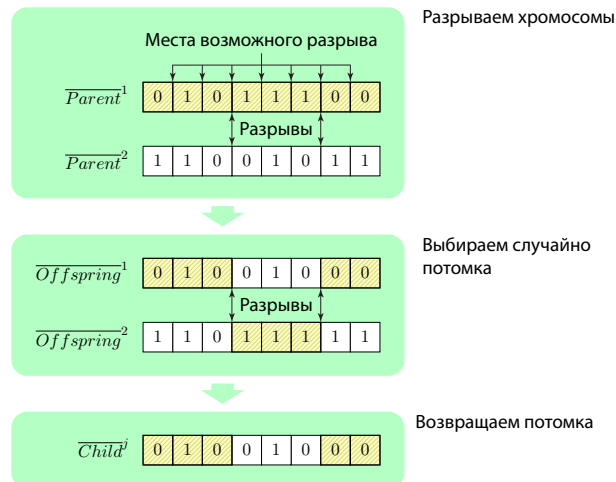 Разрываем хромосомы
Места возможного разрыва
Parent¹ 0 1 0 1 1 1 0 0
Разрывы
Parent² 1 1 0 0 1 0 1 1
Выбираем случайно
потомка
Offspring¹ 0 1 0 0 1 0 0 0
Разрывы
Offspring² 1 1 0 1 1 1 1 1
Возвращаем потомка
Childʲ 0 1 0 0 1 0 0 0